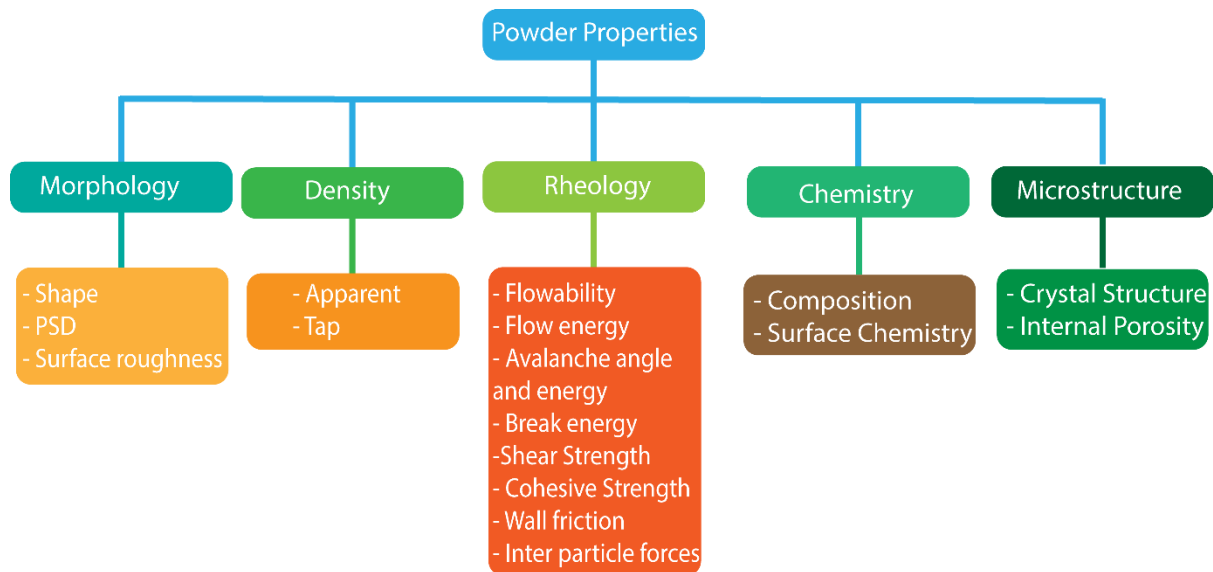 Powder Properties
Morphology
- Shape
- PSD
- Surface roughness
Density
- Apparent
- Tap
Rheology
- Flowability
- Flow energy
- Avalanche angle
and energy
- Break energy
-Shear Strength
- Cohesive Strength
- Wall friction
- Inter particle forces
Chemistry
- Composition
- Surface Chemistry
Microstructure
- Crystal Structure
- Internal Porosity